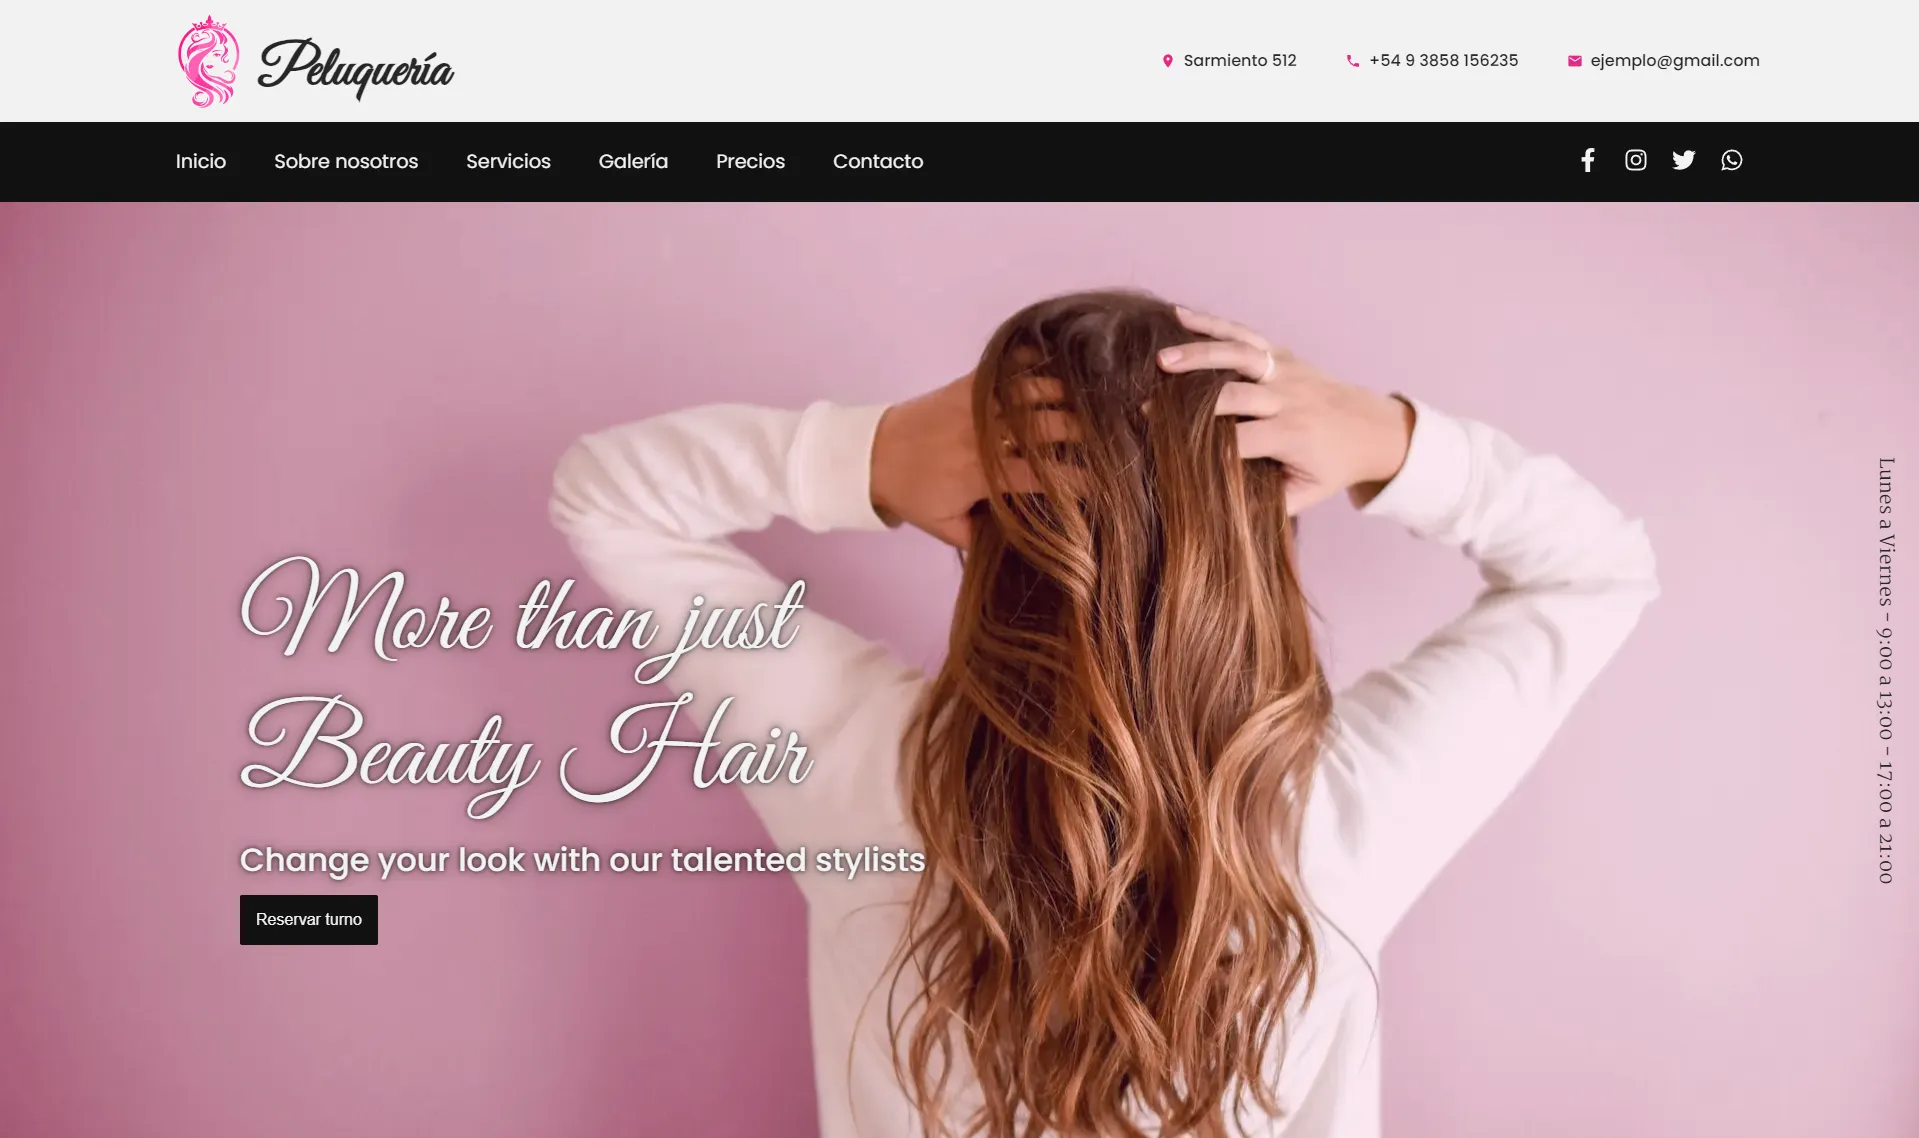 Peluquería
Sarmiento 512
+54 9 3858 156235
ejemplo@gmail.com
Inicio
Sobre nosotros
Servicios
Galería
Precios
Contacto
More than just
Beauty Hair
Change your look with our talented stylists
Reservar turno
Lunes a Viernes - 9:00 a 13:00 - 17:00 a 21:00